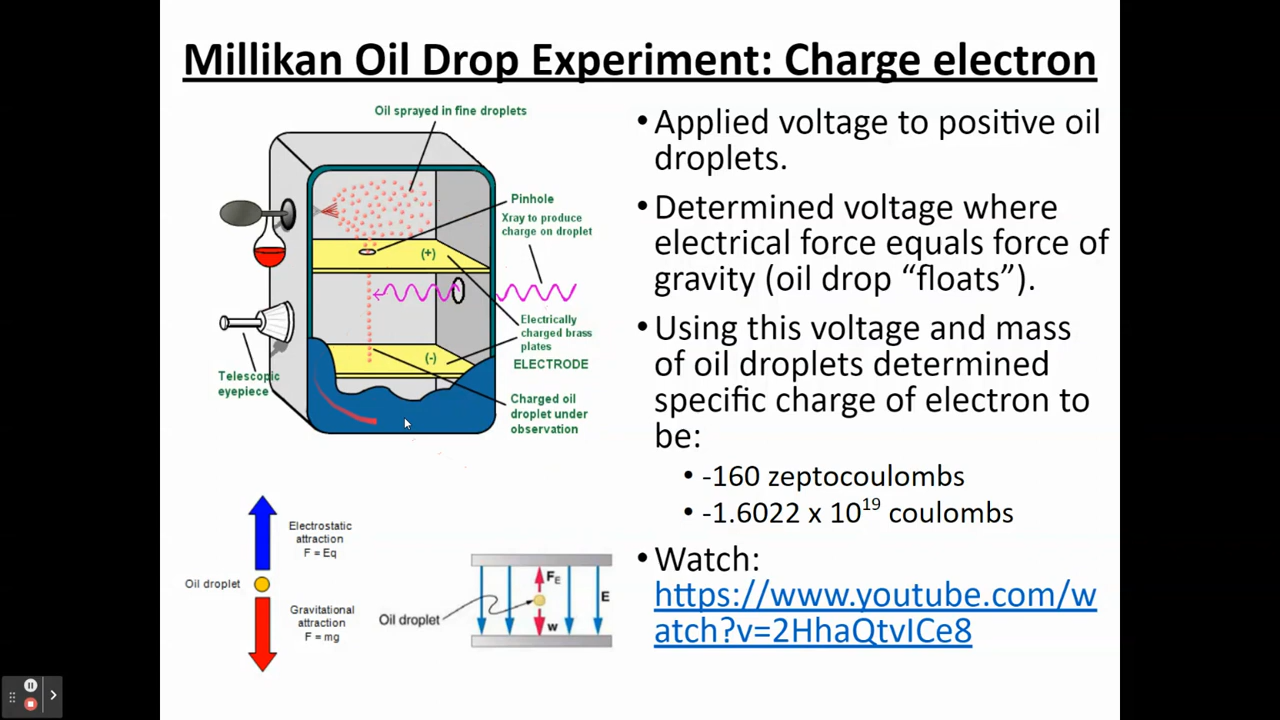 Millikan Oil Drop Experiment: Charge electron
Oil sprayed in fine droplets
Pinhole
Xray to produce
charge on droplet
(+)
Electrically
charged brass
plates
(-)
ELECTRODE
Telescopic
eyepiece
Charged oil
droplet under
observation
Electrostatic
attraction
F = Eq
Oil droplet
Gravitational
attraction
F = mg
FE
E
Oil droplet
w
•Applied voltage to positive oil
droplets.
•Determined voltage where
electrical force equals force of
gravity (oil drop “floats”).
•Using this voltage and mass
of oil droplets determined
specific charge of electron to
be:
• -160 zeptocoulombs
• -1.6022 x 10¹⁹ coulombs
•Watch:
https://www.youtube.com/w
atch?v=2HhaQtvICe8